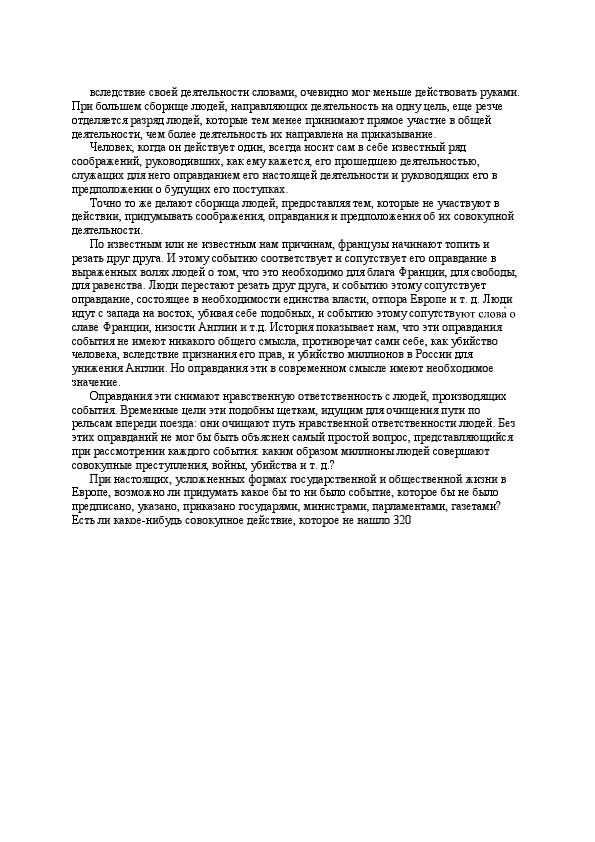 вследствие своей деятельности словами, очевидно мог меньше действовать руками.
При большем сборище людей, направляющих деятельность на одну цель, еще резче
отделяется разряд людей, которые тем менее принимают прямое участие в общей
деятельности, чем более деятельность их направлена на приказывание.
Человек, когда он действует один, всегда носит сам в себе известный ряд
соображений, руководивших, как ему кажется, его прошедшею деятельностью,
служащих для него оправданием его настоящей деятельности и руководящих его в
предположении о будущих его поступках.
Точно то же делают сборища людей, предоставляя тем, которые не участвуют в
действии, придумывать соображения, оправдания и предположения об их совокупной
деятельности.
По известным или не известным нам причинам, французы начинают топить и
резать друг друга. И этому событию соответствует и сопутствует его оправдание в
выраженных волях людей о том, что это необходимо для блага Франции, для свободы,
для равенства. Люди перестают резать друг друга, и событию этому сопутствует
оправдание, состоящее в необходимости единства власти, отпора Европе и т. д. Люди
идут с запада на восток, убивая себе подобных, и событию этому сопутствуют слова́ о
славе Франции, низости Англии и т.д. История показывает нам, что эти оправдания
события не имеют никакого общего смысла, противоречат сами себе, как убийство
человека, вследствие признания его прав, и убийство миллионов в России для
унижения Англии. Но оправдания эти в современном смысле имеют необходимое
значение.
Оправдания эти снимают нравственную ответственность с людей, производящих
события. Временные цели эти подобны щеткам, идущим для очищения пути по
рельсам впереди поезда: они очищают путь нравственной ответственности людей. Без
этих оправданий не мог бы быть объяснен самый простой вопрос, представляющийся
при рассмотрении каждого события: каким образом миллионы людей совершают
совокупные преступления, войны, убийства и т. д.?
При настоящих, усложненных формах государственной и общественной жизни в
Европе, возможно ли придумать какое бы то ни было событие, которое бы не было
предписано, указано, приказано государями, министрами, парламентами, газетами?
Есть ли какое-нибудь совокупное действие, которое не нашло 320